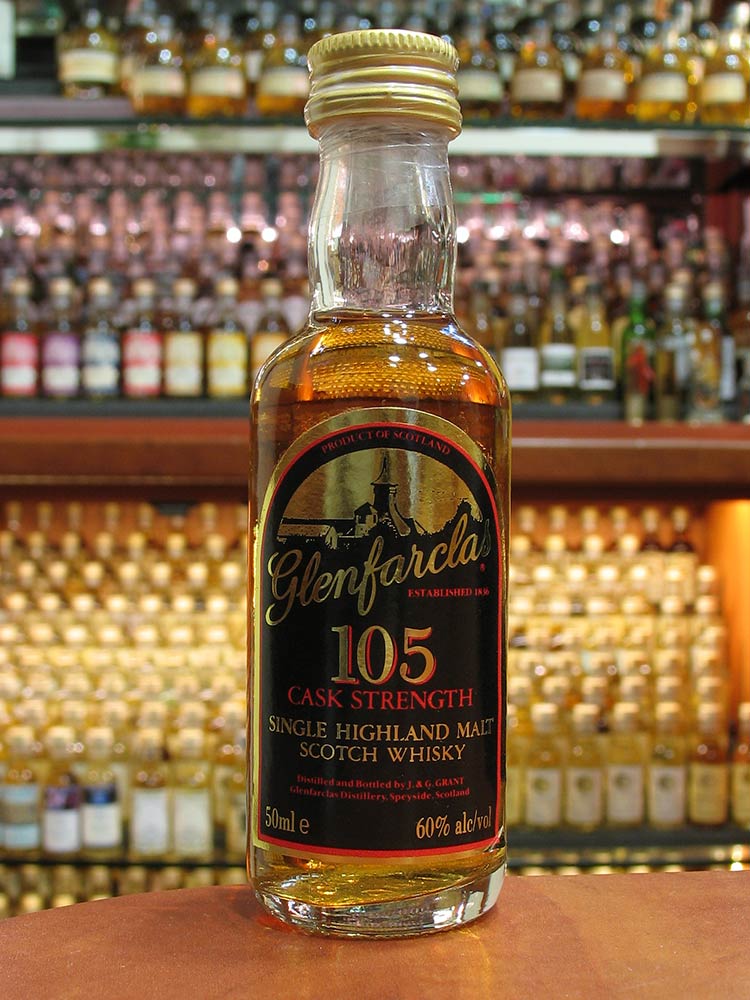 PRODUCT OF SCOTLAND
Glenfarclas
®
ESTABLISHED 1836
105
CASK STRENGTH
SINGLE HIGHLAND MALT
SCOTCH WHISKY
Distilled and Bottled by J. & G. GRANT
Glenfarclas Distillery, Speyside, Scotland
50ml e 60% alc/vol